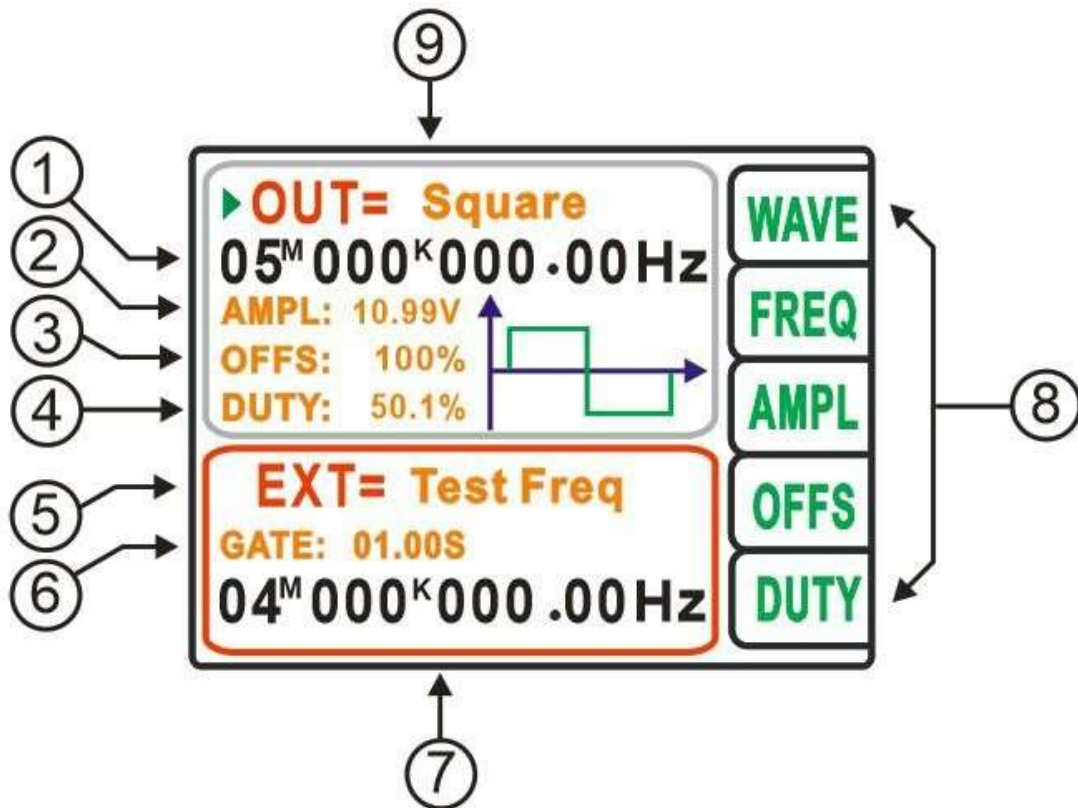 9
1
2
3
4
5
6
▶OUT= Square
05M000K000.00Hz
AMPL: 10.99V
OFFS: 100%
DUTY: 50.1%
EXT= Test Freq
GATE: 01.00S
04M000K000.00Hz
WAVE
FREQ
AMPL
OFFS
DUTY
8
7